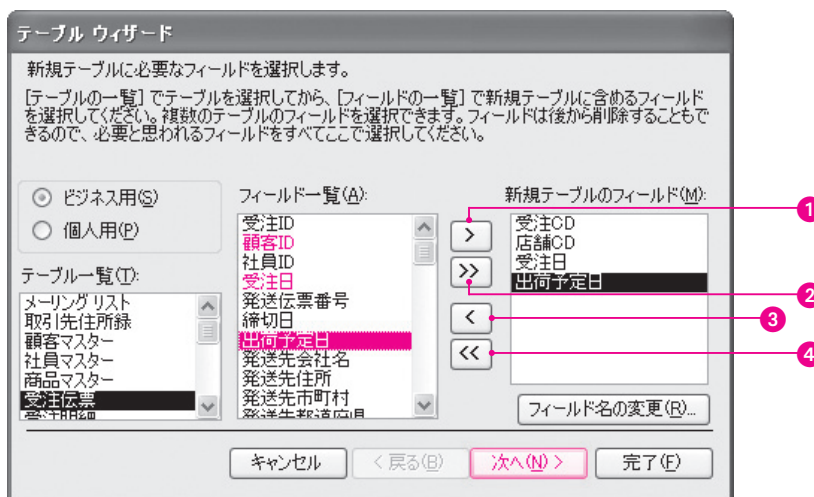 テーブル ウィザード
新規テーブルに必要なフィールドを選択します。
[テーブルの一覧] でテーブルを選択してから、[フィールドの一覧] で新規テーブルに含めるフィールド
を選択してください。複数のテーブルのフィールドを選択できます。フィールドは後から削除することもで
きるので、必要と思われるフィールドをすべてここで選択してください。
ビジネス用(S)
個人用(P)
テーブル一覧(T):
メーリング リスト
取引先住所録
顧客マスター
社員マスター
商品マスター
受注伝票
受注明細
フィールド一覧(A):
受注ID
顧客ID
社員ID
受注日
発送伝票番号
締切日
出荷予定日
発送先会社名
発送先住所
発送先市町村
発送先都道府県
>
>>
<
<<
新規テーブルのフィールド(M):
受注CD
店舗CD
受注日
出荷予定日
1
2
3
4
フィールド名の変更(R)...
キャンセル
< 戻る(B)
次へ(N) >
完了(F)